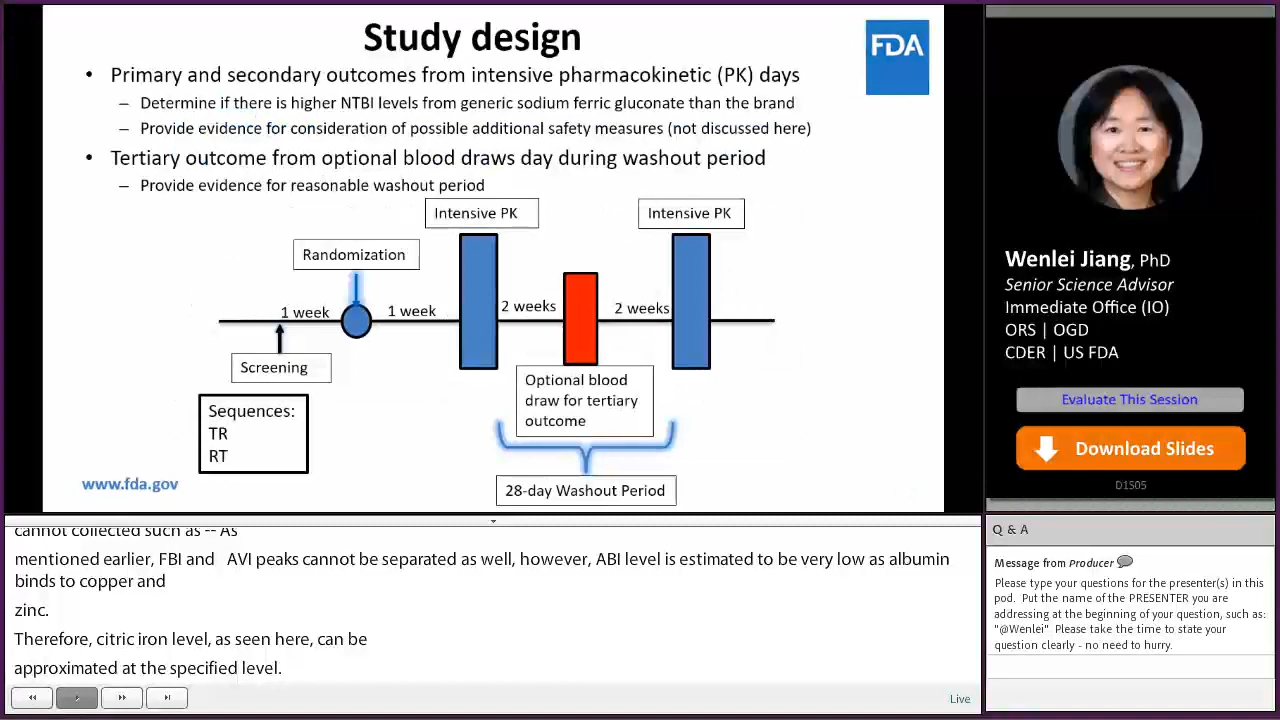 Study design
FDA
• Primary and secondary outcomes from intensive pharmacokinetic (PK) days
– Determine if there is higher NTBI levels from generic sodium ferric gluconate than the brand
– Provide evidence for consideration of possible additional safety measures (not discussed here)
• Tertiary outcome from optional blood draws day during washout period
– Provide evidence for reasonable washout period
Intensive PK
Intensive PK
Randomization
1 week
1 week
2 weeks
2 weeks
Screening
Optional blood
draw for tertiary
outcome
Sequences:
TR
RT
28-day Washout Period
www.fda.gov
Wenlei Jiang, PhD
Senior Science Advisor
Immediate Office (IO)
ORS | OGD
CDER | US FDA
Evaluate This Session
Download Slides
D1S05
cannot collected such as -- As
mentioned earlier, FBI and AVI peaks cannot be separated as well, however, ABI level is estimated to be very low as albumin
binds to copper and
zinc.
Therefore, citric iron level, as seen here, can be
approximated at the specified level.
Live
Q & A
Message from Producer
Please type your questions for the presenter(s) in this
pod. Put the name of the PRESENTER you are
addressing at the beginning of your question, such as:
"@Wenlei" Please take the time to state your
question clearly - no need to hurry.